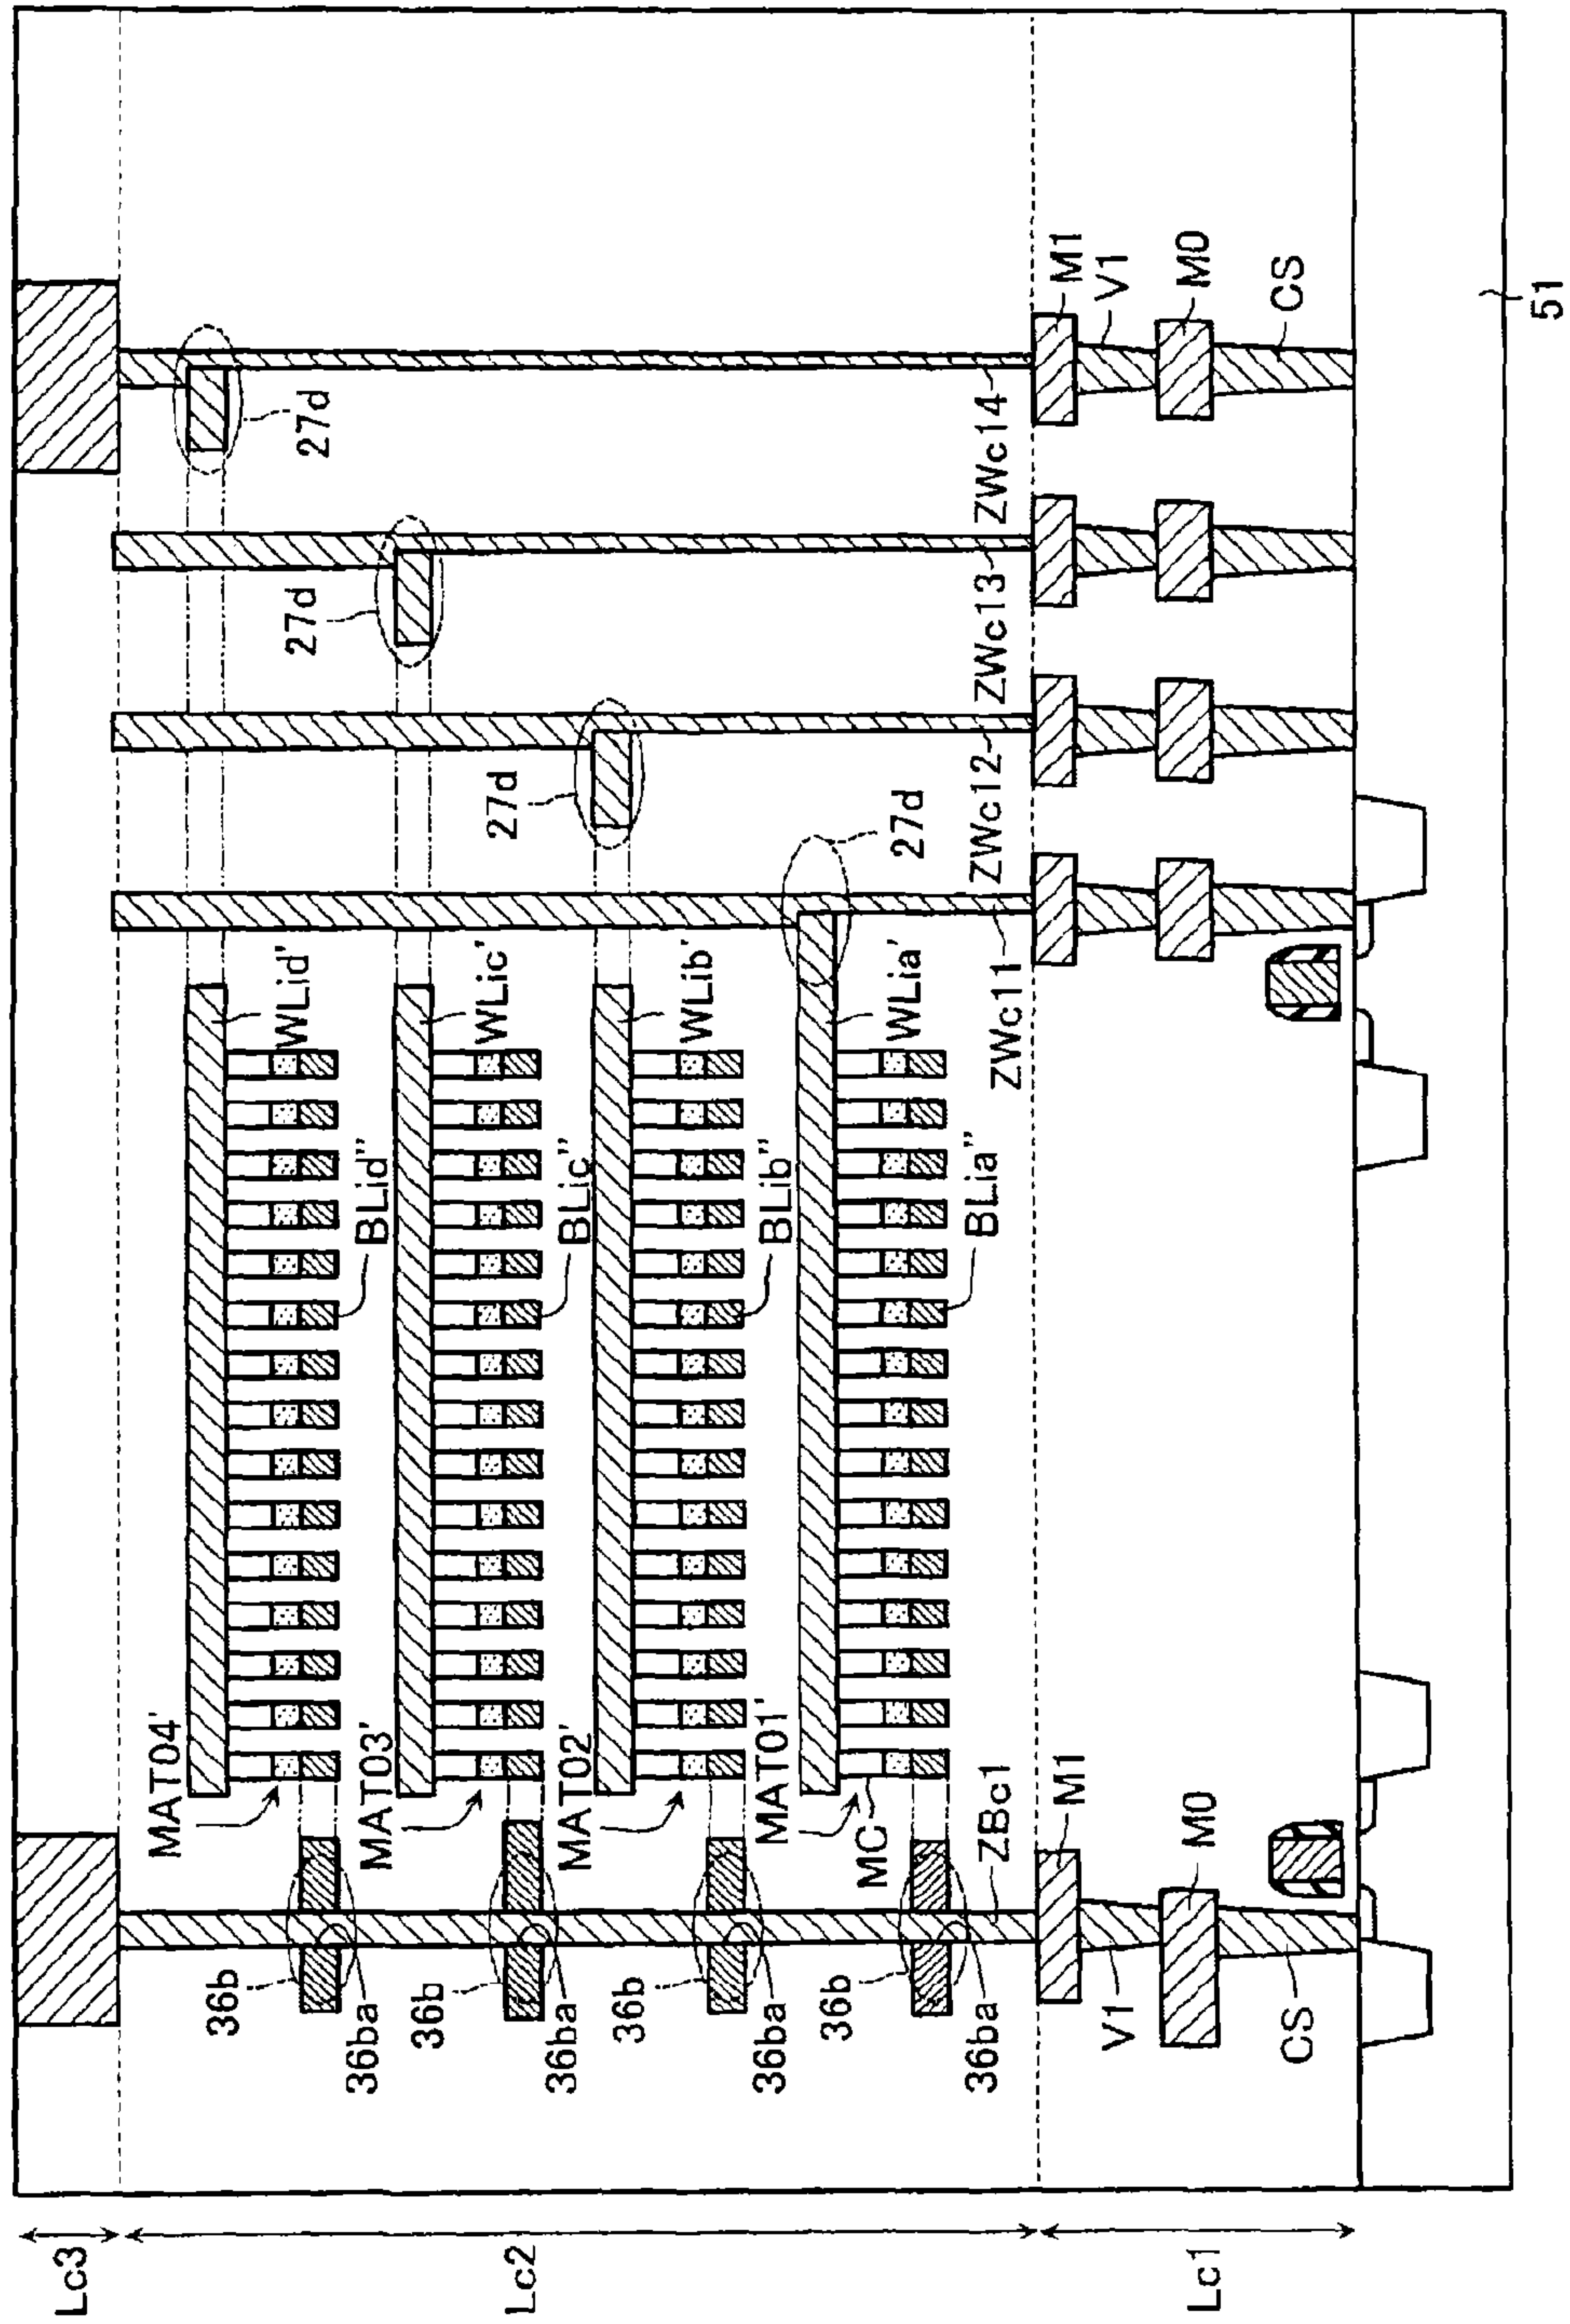 Lc3
Lc2
Lc1
MAT04'
MAT03'
MAT02'
MAT01'
MC
WLid'
WLic'
WLib'
WLia'
BLid"
BLic"
BLib"
BLia"
36b
36ba
36b
36ba
36b
36ba
36b
36ba
27d
27d
27d
27d
ZBc1
ZWc11
ZWc12
ZWc13
ZWc14
M1
V1
M0
CS
M1
V1
M0
CS
51